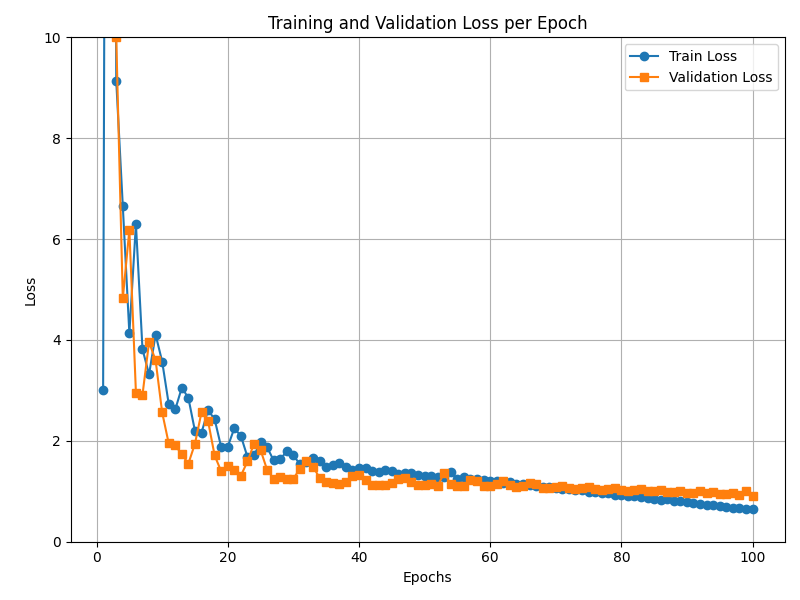 Training and Validation Loss per Epoch
Train Loss
Validation Loss
Loss
10
8
6
4
2
0
0 20 40 60 80 100
Epochs